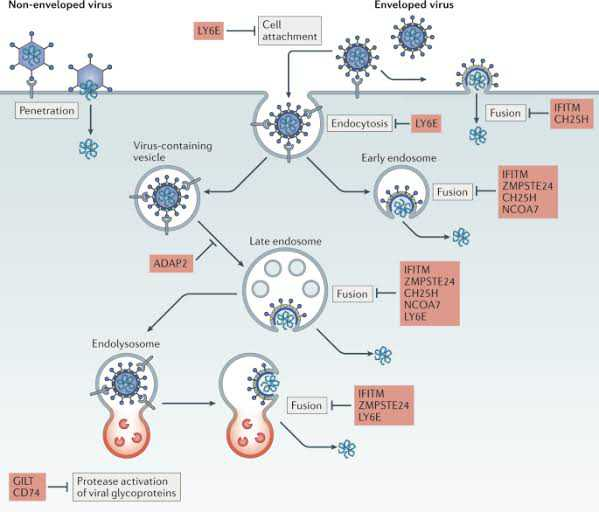 Non-enveloped virus
Enveloped virus
LY6E
Cell
attachment
Penetration
Fusion
IFITM
CH25H
Endocytosis
LY6E
Virus-containing
vesicle
Early endosome
Fusion
IFITM
ZMPSTE24
CH25H
NCOA7
ADAP2
Late endosome
Fusion
IFITM
ZMPSTE24
CH25H
NCOA7
LY6E
Endolysosome
Fusion
IFITM
ZMPSTE24
LY6E
GILT
CD74
Protease activation
of viral glycoproteins